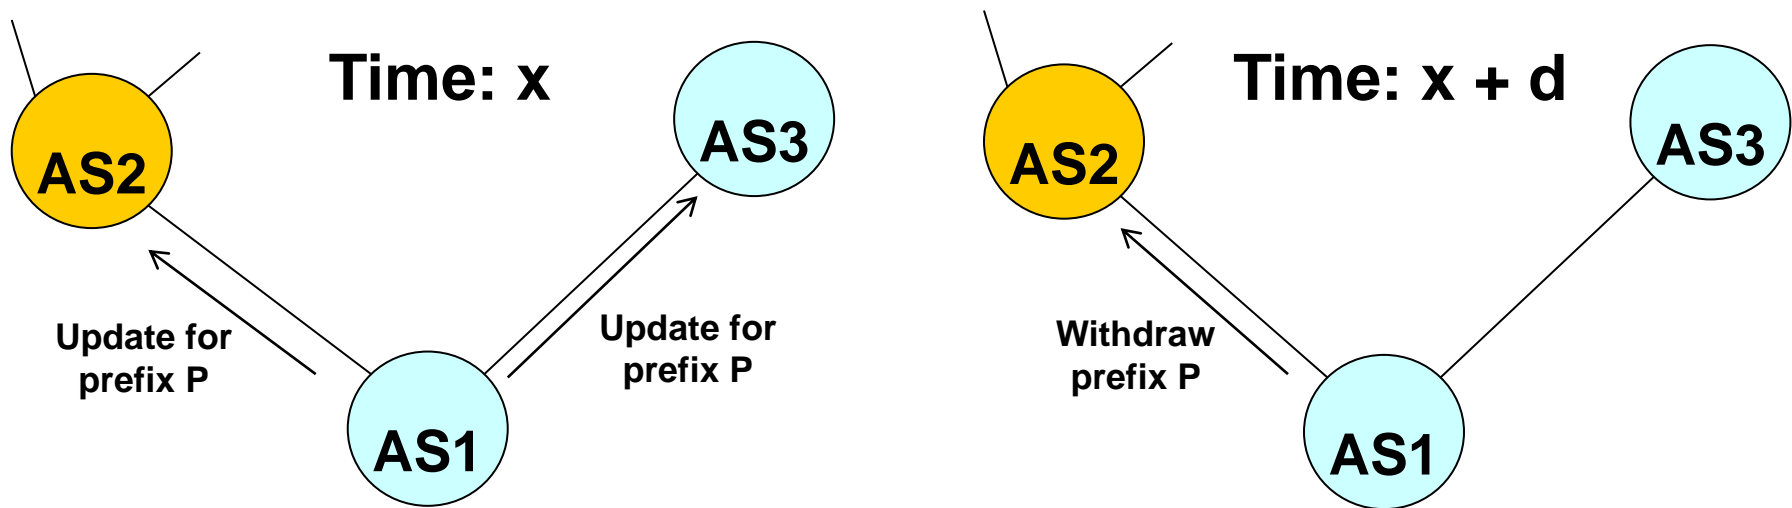 Time: x
AS2
AS3
Update for
prefix P
Update for
prefix P
AS1
Time: x + d
AS2
AS3
Withdraw
prefix P
AS1